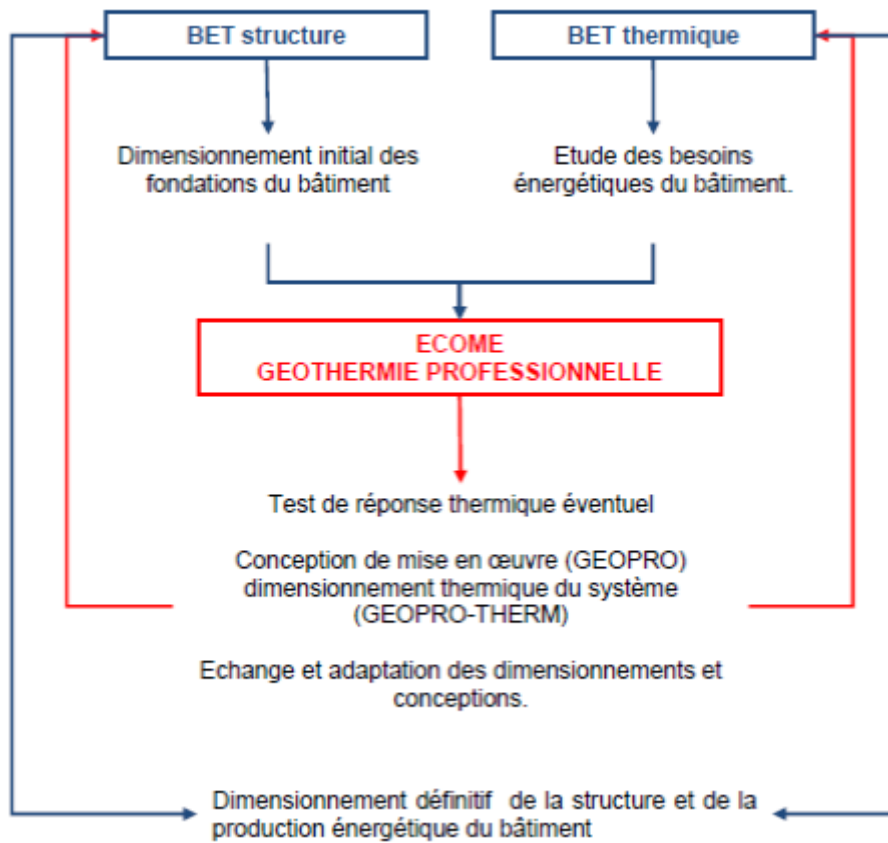 BET structure
BET thermique
Dimensionnement initial des
fondations du bâtiment
Etude des besoins
énergétiques du bâtiment.
ECOME
GEOTHERMIE PROFESSIONNELLE
Test de réponse thermique éventuel
Conception de mise en œuvre (GEOPRO)
dimensionnement thermique du système
(GEOPRO-THERM)
Echange et adaptation des dimensionnements et
conceptions.
Dimensionnement définitif de la structure et de la
production énergétique du bâtiment